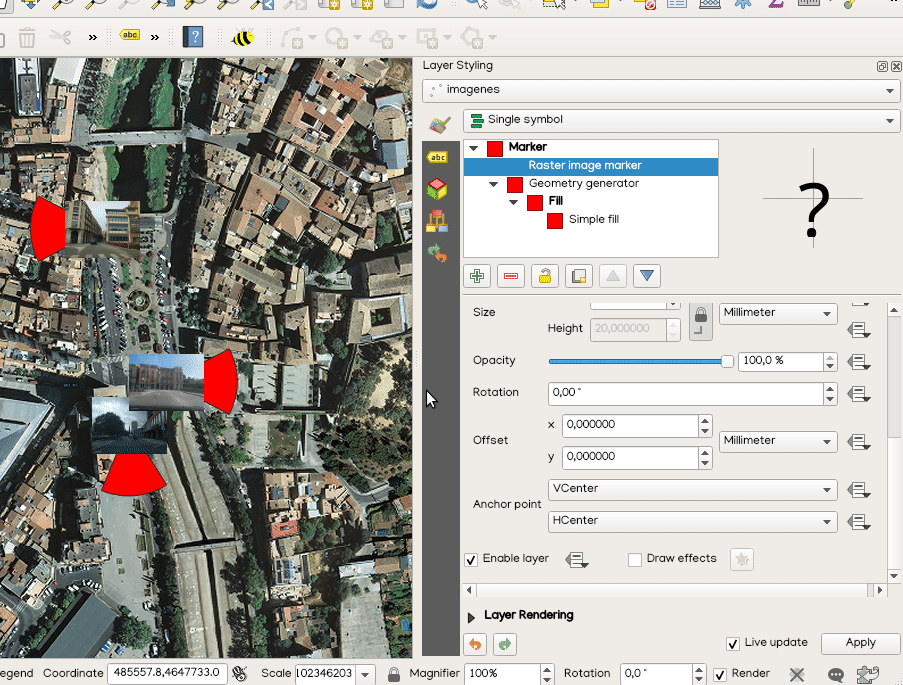 »
abc
»
?
Layer Styling
imagenes
Single symbol
abc
Marker
Raster image marker
Geometry generator
Fill
Simple fill
?
Size
Millimeter
Height
20,000000
Opacity
100,0 %
Rotation
0,00 °
Offset
x
0,000000
Millimeter
y
0,000000
Anchor point
VCenter
HCenter
Enable layer
Draw effects
Layer Rendering
Live update
Apply
egend Coordinate 485557.8,4647733.0 Scale 102346203 Magnifier 100% Rotation 0,0 ° Render